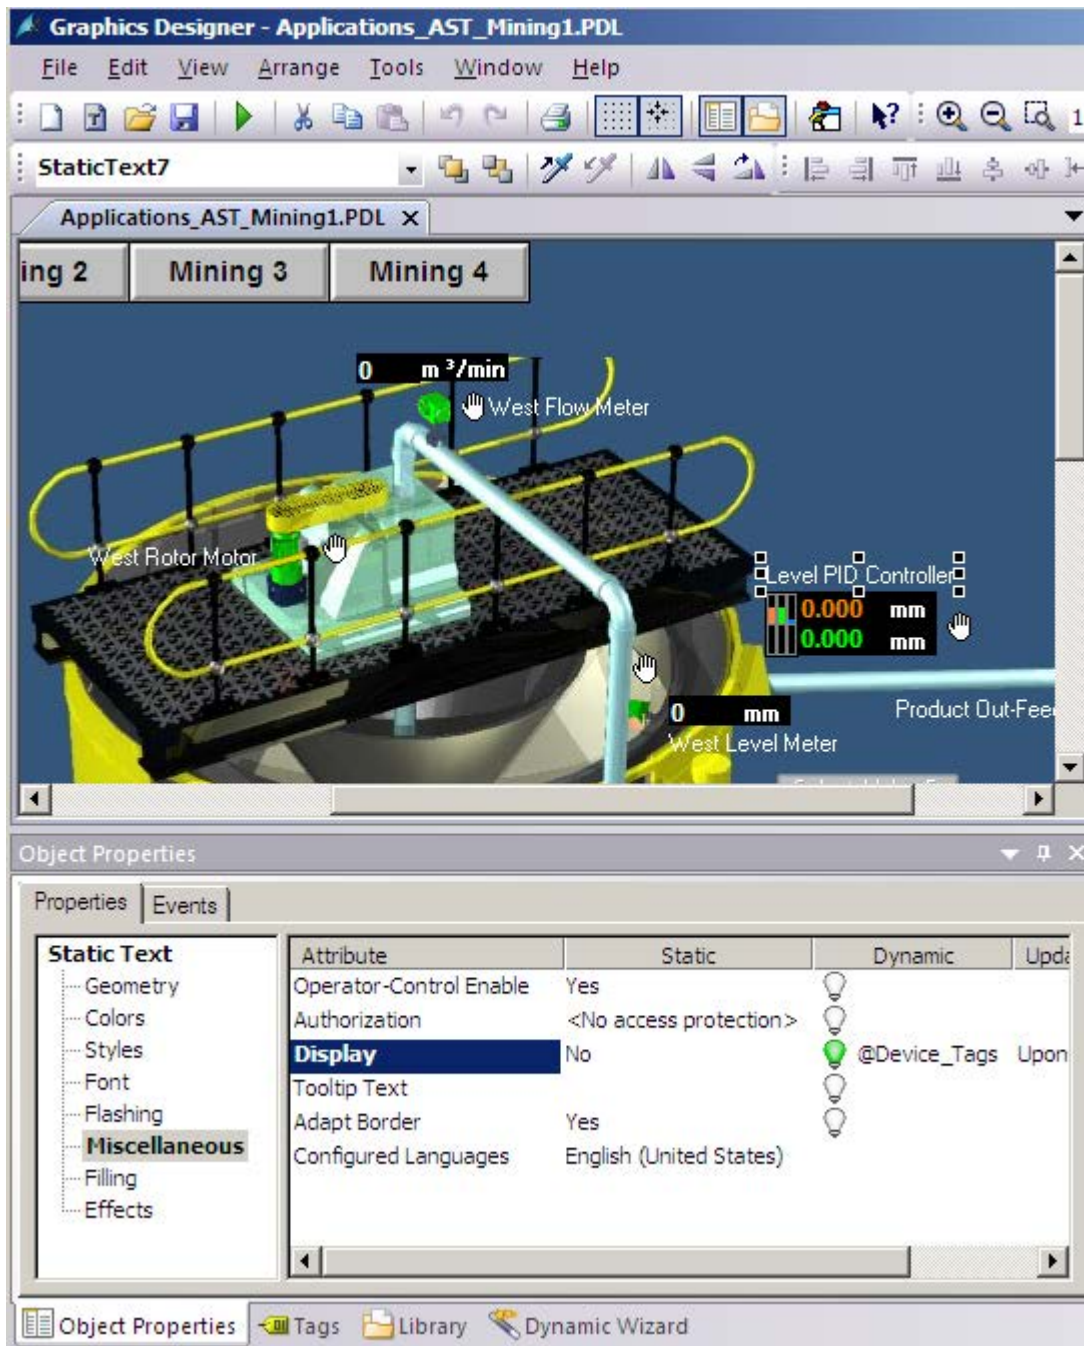 Graphics Designer - Applications_AST_Mining1.PDL
File Edit View Arrange Tools Window Help
1
StaticText7
Applications_AST_Mining1.PDL
ing 2 Mining 3 Mining 4
0 m³/min
West Flow Meter
West Rotor Motor
Level PID Controller
0.000 mm
0.000 mm
0 mm
Product Out-Fee
West Level Meter
Object Properties
Properties Events
Static Text
Geometry
Colors
Styles
Font
Flashing
Miscellaneous
Filling
Effects
Attribute Static Dynamic Upda
Operator-Control Enable Yes
Authorization <No access protection>
Display No @Device_Tags Upon
Tooltip Text
Adapt Border Yes
Configured Languages English (United States)
Object Properties Tags Library Dynamic Wizard